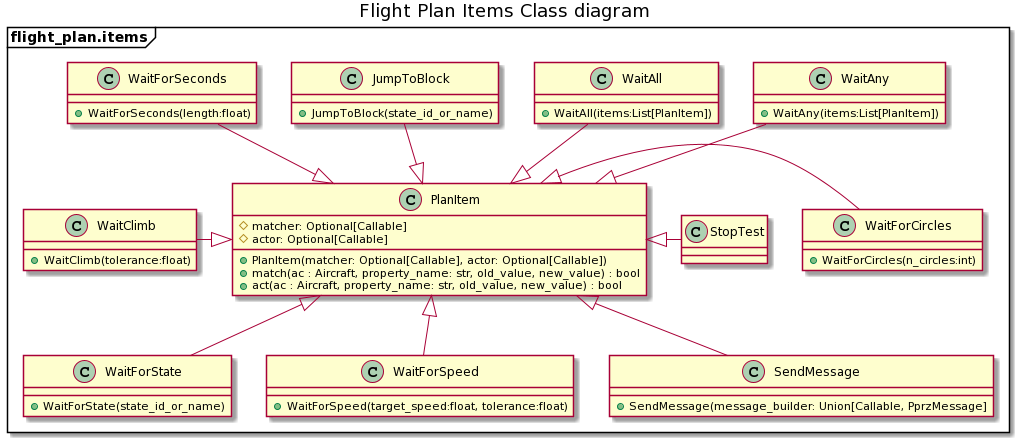 Flight Plan Items Class diagram
flight_plan.items
C WaitForSeconds
WaitForSeconds(length:float)
C JumpToBlock
JumpToBlock(state_id_or_name)
C WaitAll
WaitAll(items:List[PlanItem])
C WaitAny
WaitAny(items:List[PlanItem])
C WaitClimb
WaitClimb(tolerance:float)
C PlanItem
matcher: Optional[Callable]
actor: Optional[Callable]
PlanItem(matcher: Optional[Callable], actor: Optional[Callable])
match(ac : Aircraft, property_name: str, old_value, new_value) : bool
act(ac : Aircraft, property_name: str, old_value, new_value) : bool
C StopTest
C WaitForCircles
WaitForCircles(n_circles:int)
C WaitForState
WaitForState(state_id_or_name)
C WaitForSpeed
WaitForSpeed(target_speed:float, tolerance:float)
C SendMessage
SendMessage(message_builder: Union[Callable, PprzMessage]